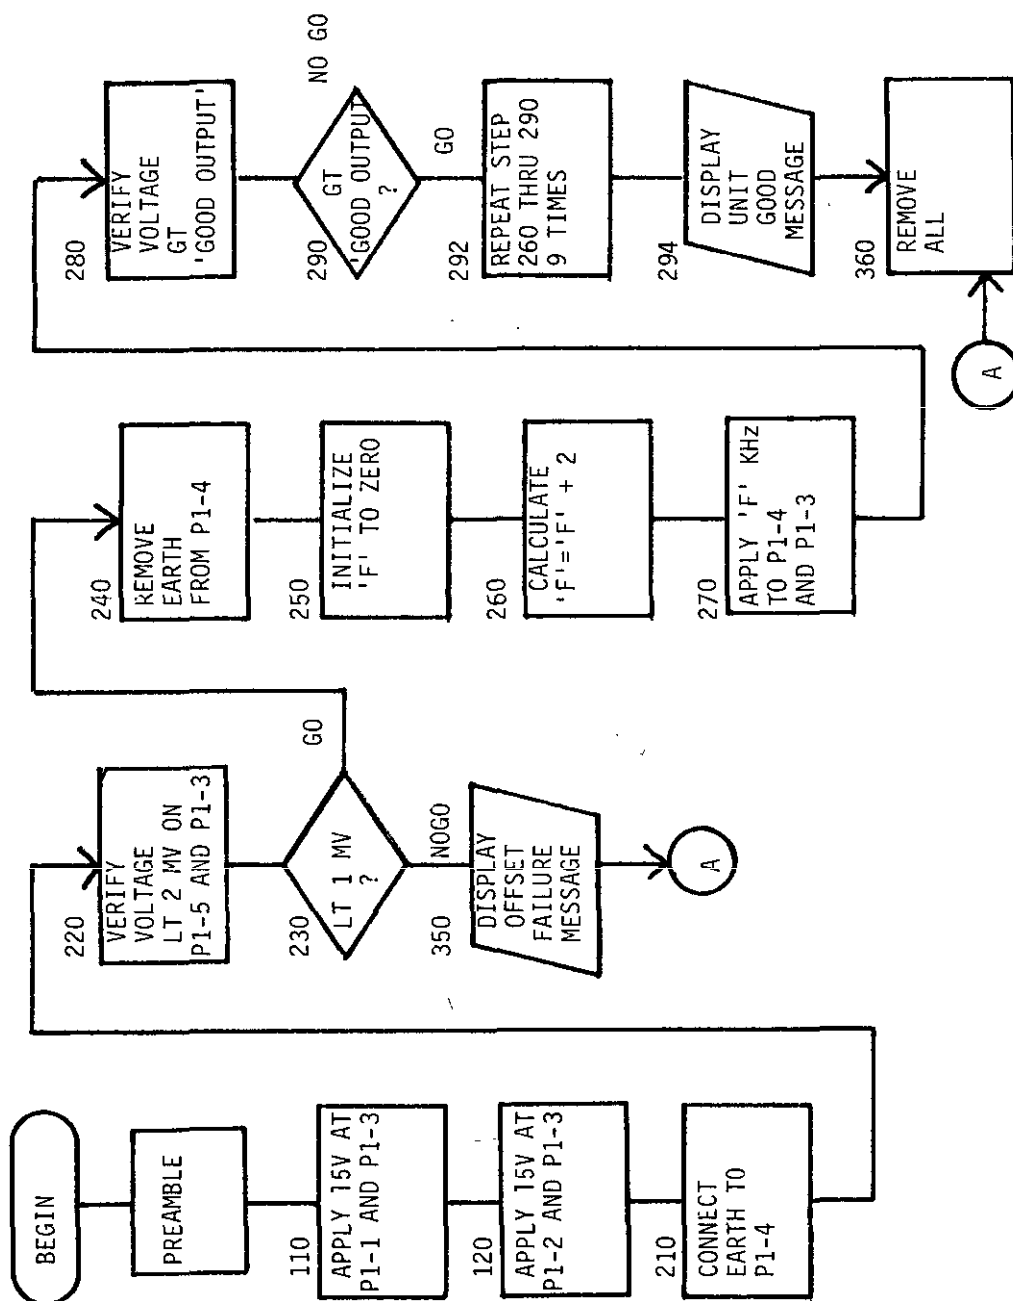 BEGIN
PREAMBLE
110
APPLY 15V AT
P1-1 AND P1-3
120
APPLY 15V AT
P1-2 AND P1-3
210
CONNECT
EARTH TO
P1-4
220
VERIFY
VOLTAGE
LT 2 MV ON
P1-5 AND P1-3
230
LT 1 MV
?
GO
NOGO
350
DISPLAY
OFFSET
FAILURE
MESSAGE
A
240
REMOVE
EARTH
FROM P1-4
250
INITIALIZE
'F' TO ZERO
260
CALCULATE
'F'='F' + 2
270
APPLY 'F' KHz
TO P1-4
AND P1-3
280
VERIFY
VOLTAGE
GT
'GOOD OUTPUT'
290
GT
'GOOD OUTPUT'
?
NO GO
GO
292
REPEAT STEP
260 THRU 290
9 TIMES
294
DISPLAY
UNIT
GOOD
MESSAGE
360
REMOVE
ALL
A